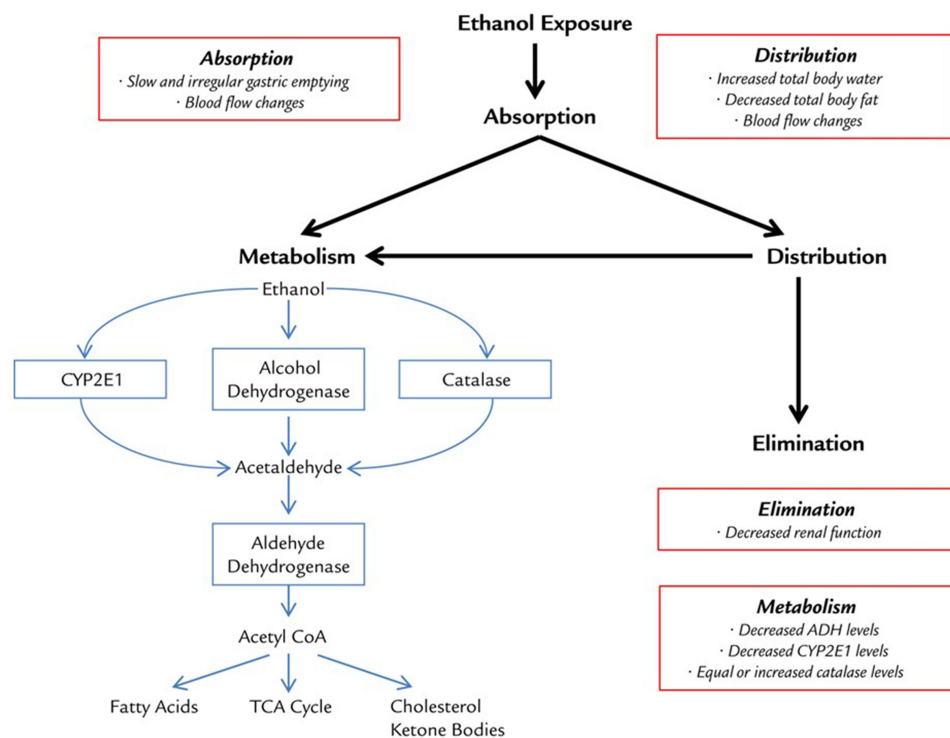 Ethanol Exposure
Absorption
· Slow and irregular gastric emptying
· Blood flow changes
Distribution
· Increased total body water
· Decreased total body fat
· Blood flow changes
Absorption
Metabolism
Distribution
Ethanol
CYP2E1
Alcohol
Dehydrogenase
Catalase
Acetaldehyde
Aldehyde
Dehydrogenase
Acetyl CoA
Fatty Acids
TCA Cycle
Cholesterol
Ketone Bodies
Elimination
Elimination
· Decreased renal function
Metabolism
· Decreased ADH levels
· Decreased CYP2E1 levels
· Equal or increased catalase levels